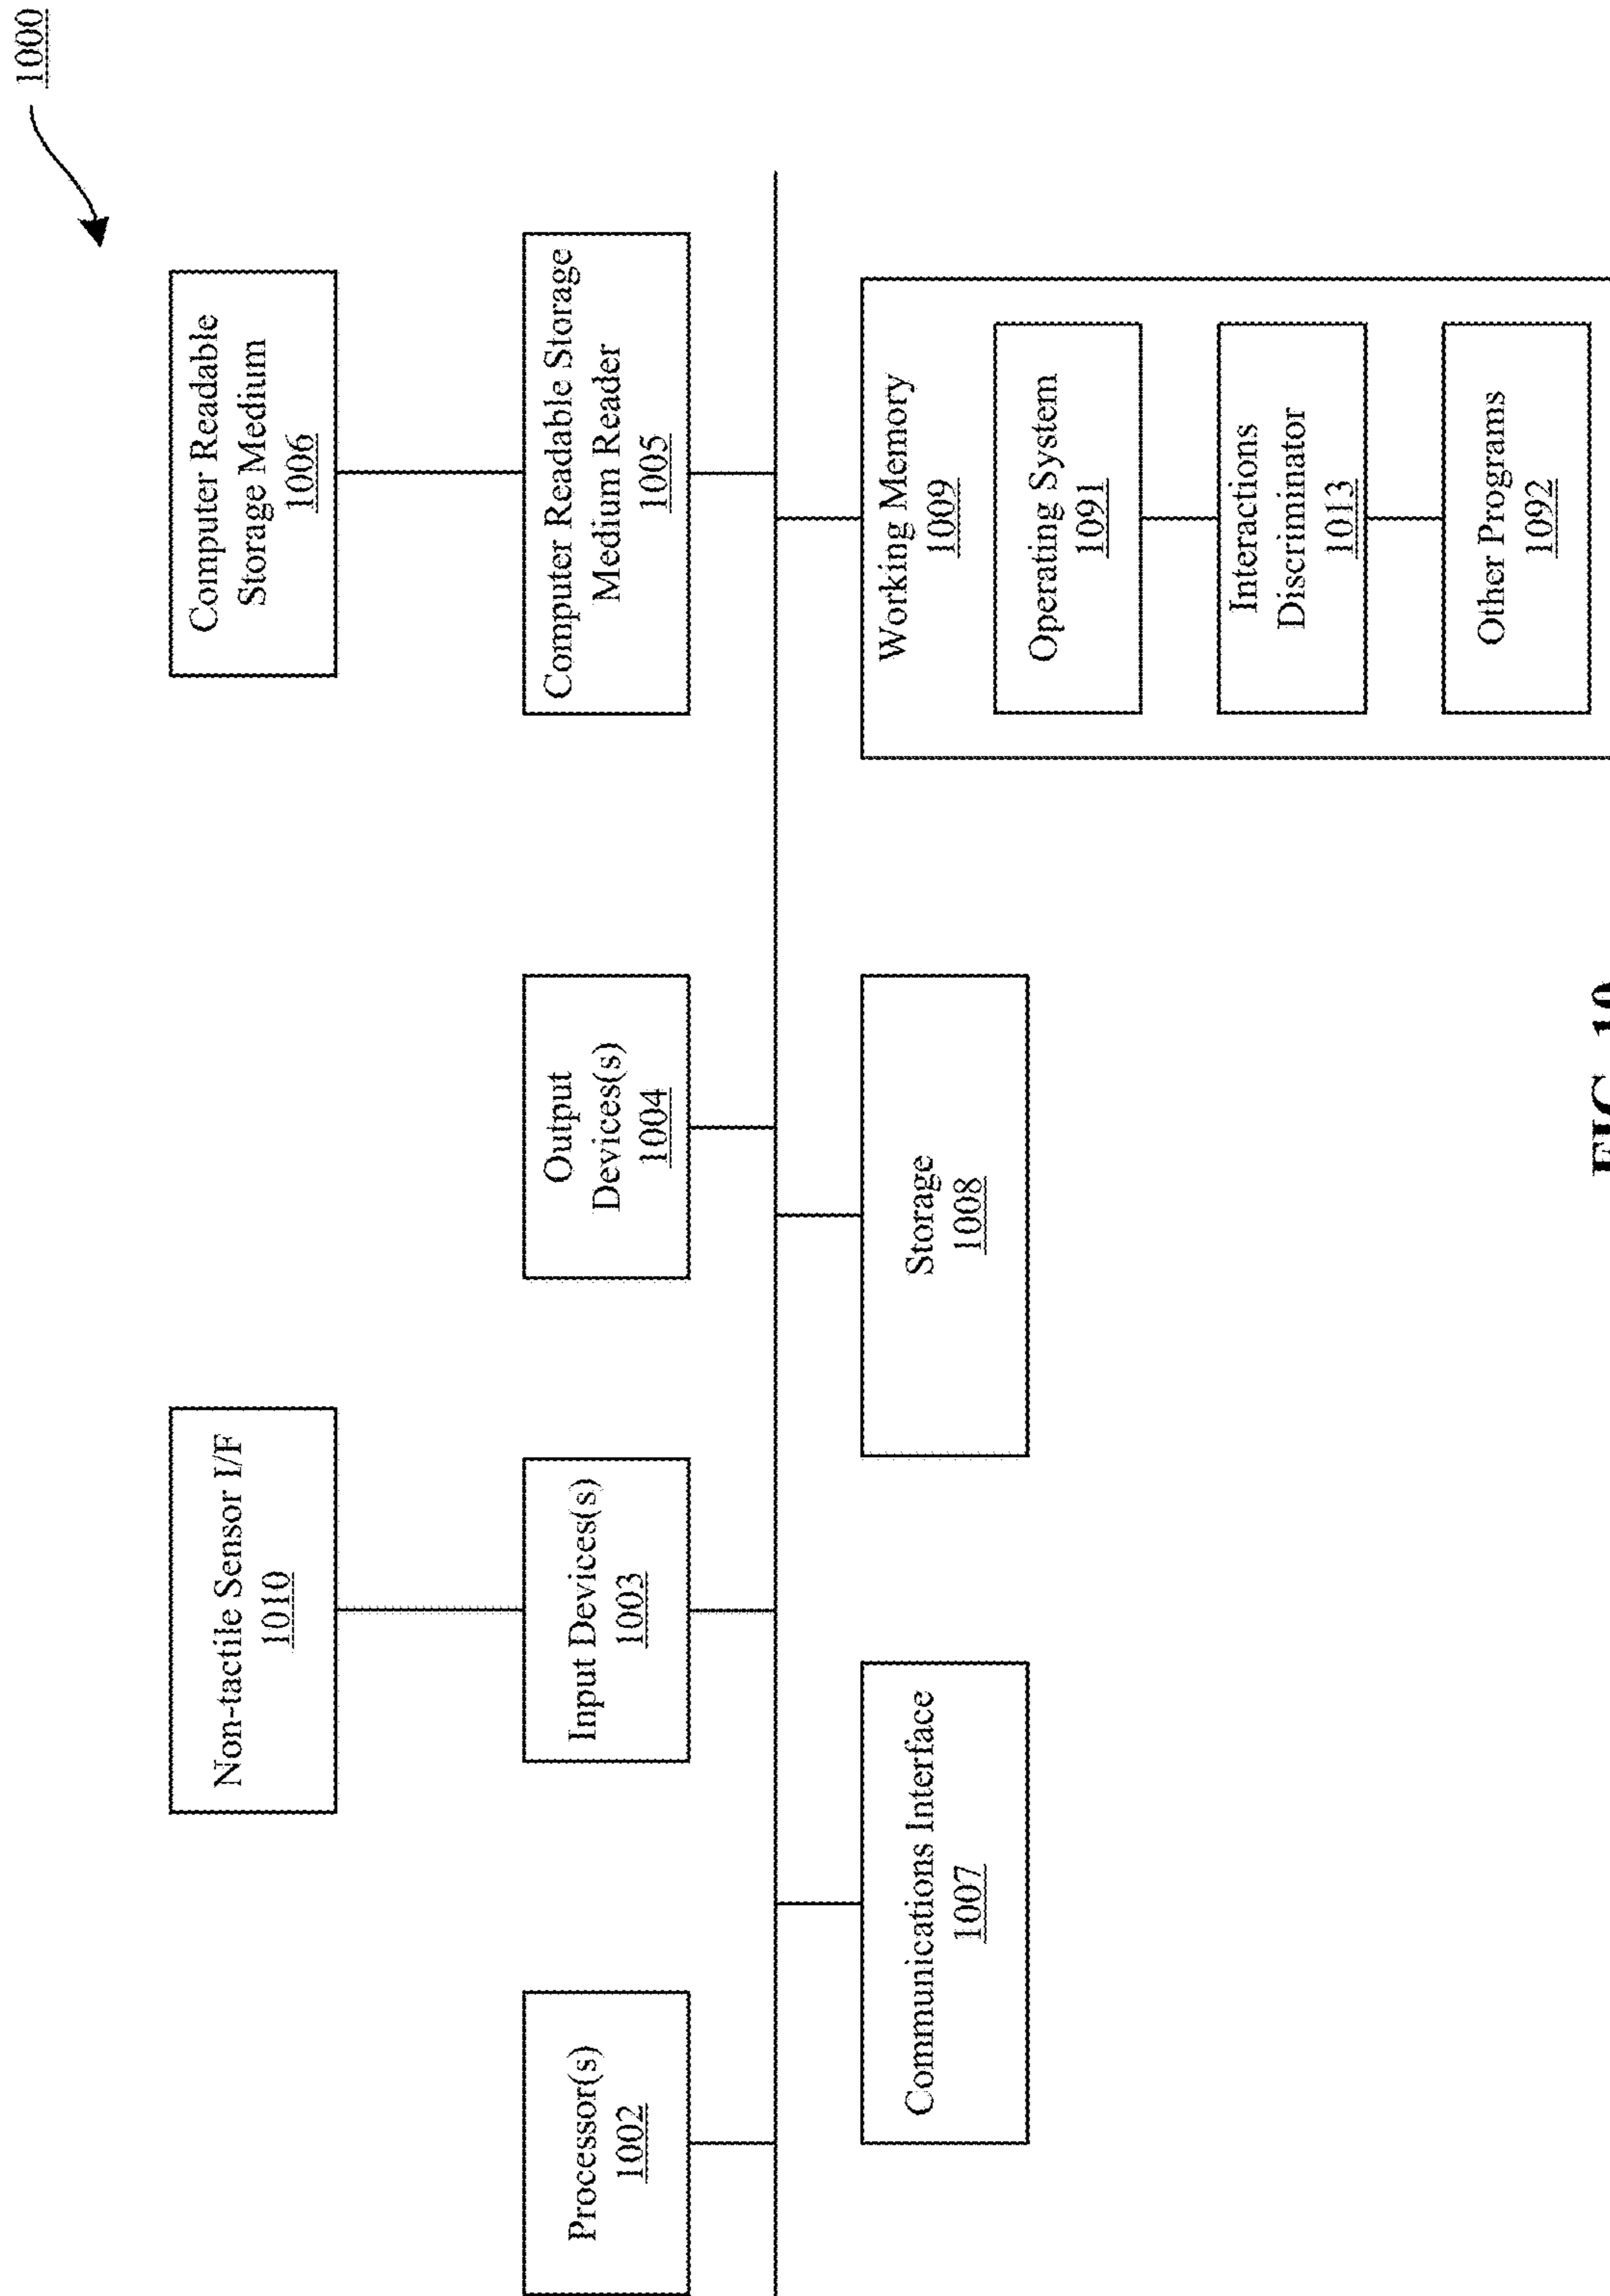 1000
Non-tactile Sensor I/F
1010
Computer Readable
Storage Medium
1006
Processor(s)
1002
Input Devices(s)
1003
Output
Devices(s)
1004
Computer Readable Storage
Medium Reader
1005
Communications Interface
1007
Storage
1008
Working Memory
1009
Operating System
1091
Interactions
Discriminator
1013
Other Programs
1092
FIG. 10